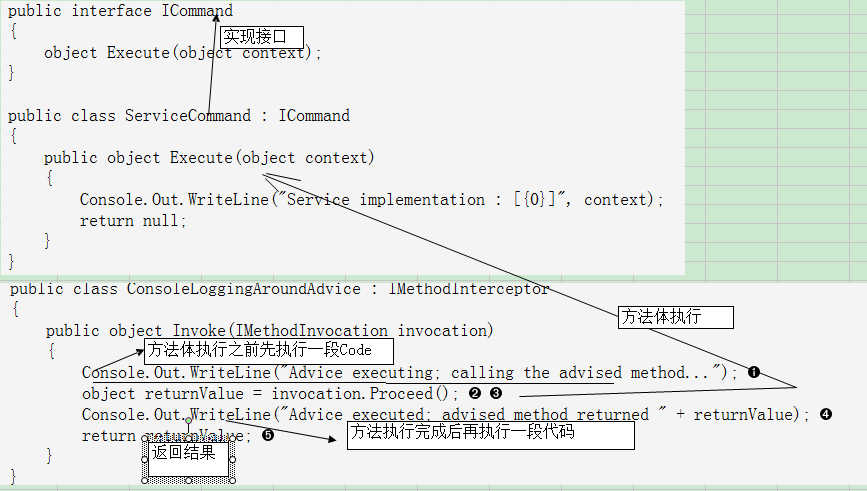 public interface ICommand
{
实现接口
object Execute(object context);
}
public class ServiceCommand : ICommand
{
public object Execute(object context)
{
Console.Out.WriteLine("Service implementation : [{0}]", context);
return null;
}
}
public class ConsoleLoggingAroundAdvice : IMethodInterceptor
{
方法体执行
public object Invoke(IMethodInvocation invocation)
{
方法体执行之前先执行一段Code
Console.Out.WriteLine("Advice executing; calling the advised method..."); ❶
object returnValue = invocation.Proceed(); ❷ ❸
Console.Out.WriteLine("Advice executed; advised method returned " + returnValue); ❹
return returnValue; ❺
方法执行完成后再执行一段代码
返回结果
}
}